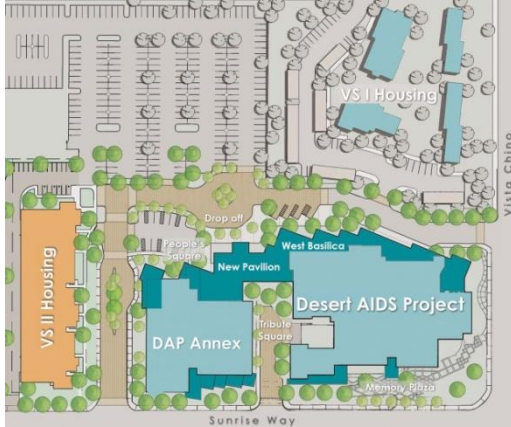 VS I Housing
Vista Chino
Drop off
People's
Square
West Basilica
New Pavilion
VS II Housing
Desert AIDS Project
Tribute
Square
DAP Annex
Memory Plaza
Sunrise Way